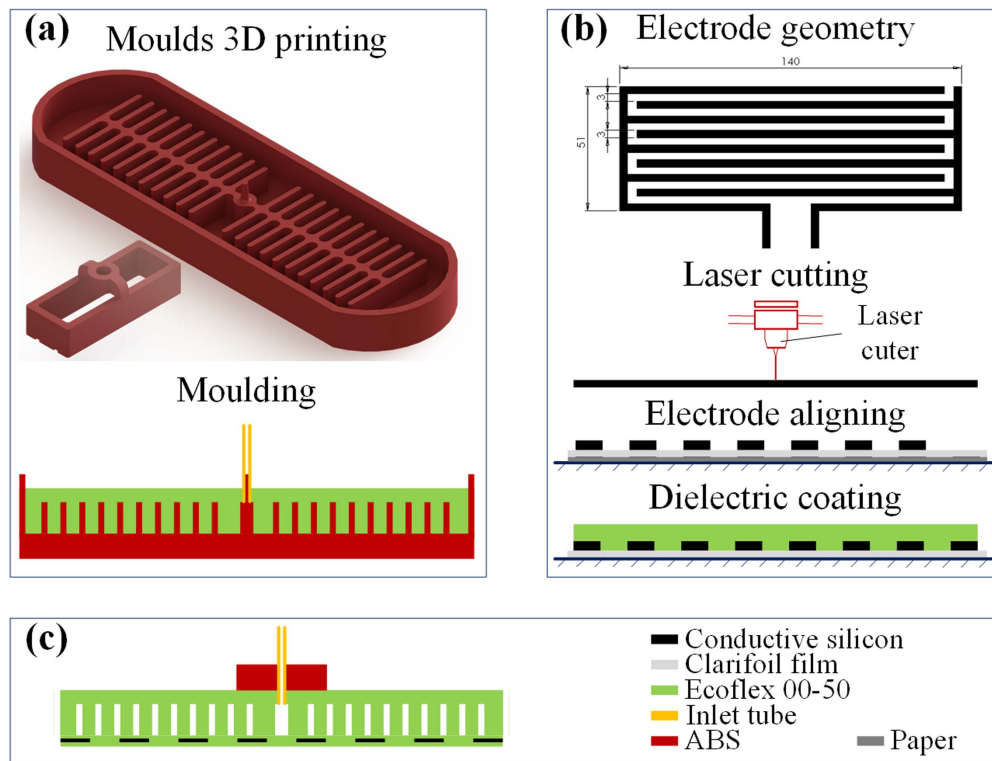 (a)
Moulds 3D printing
Moulding
(b)
Electrode geometry
140
3
3
51
Laser cutting
Laser
cuter
Electrode aligning
Dielectric coating
(c)
Conductive silicon
Clarifoil film
Ecoflex 00-50
Inlet tube
ABS
Paper